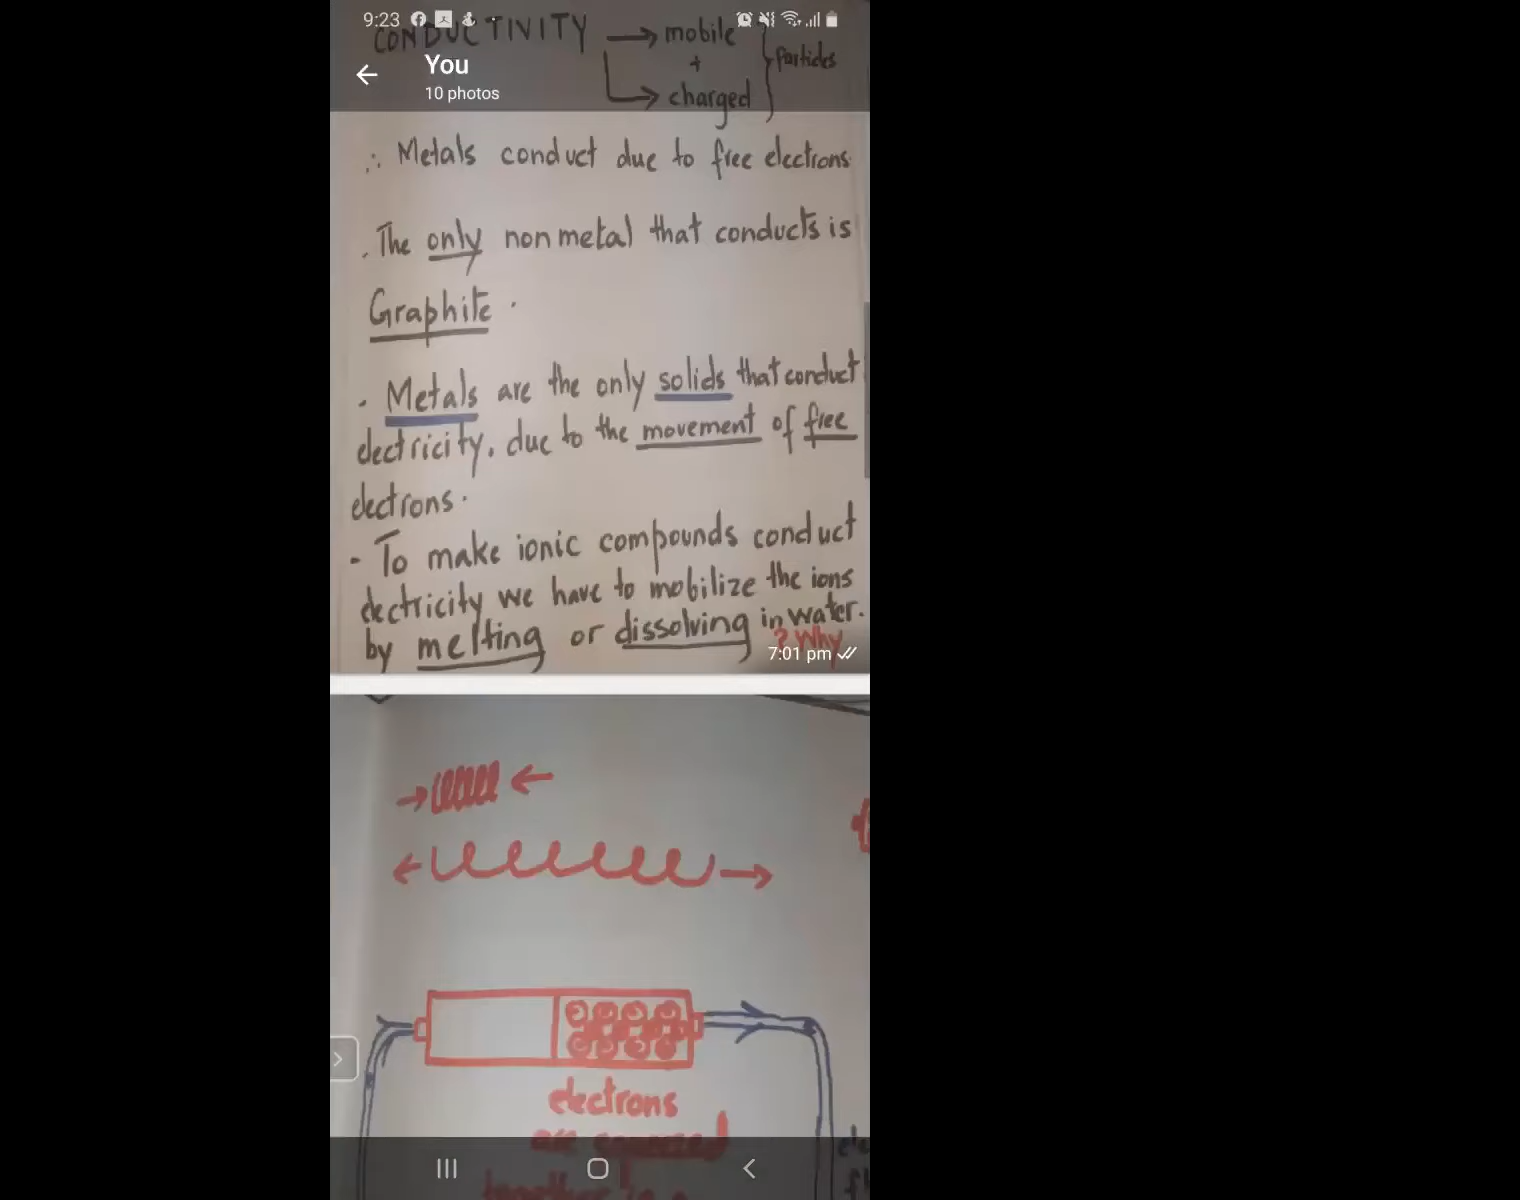 9:23
CONDUCTIVITY → mobile
+
→ charged
particles
You
10 photos
∴ Metals conduct due to free electrons
. The only non metal that conducts is
Graphite .
. Metals are the only solids that conduct
electricity, due to the movement of free
electrons.
- To make ionic compounds conduct
electricity we have to mobilize the ions
by melting or dissolving in water.
? Why
7:01 pm
electrons
are
together